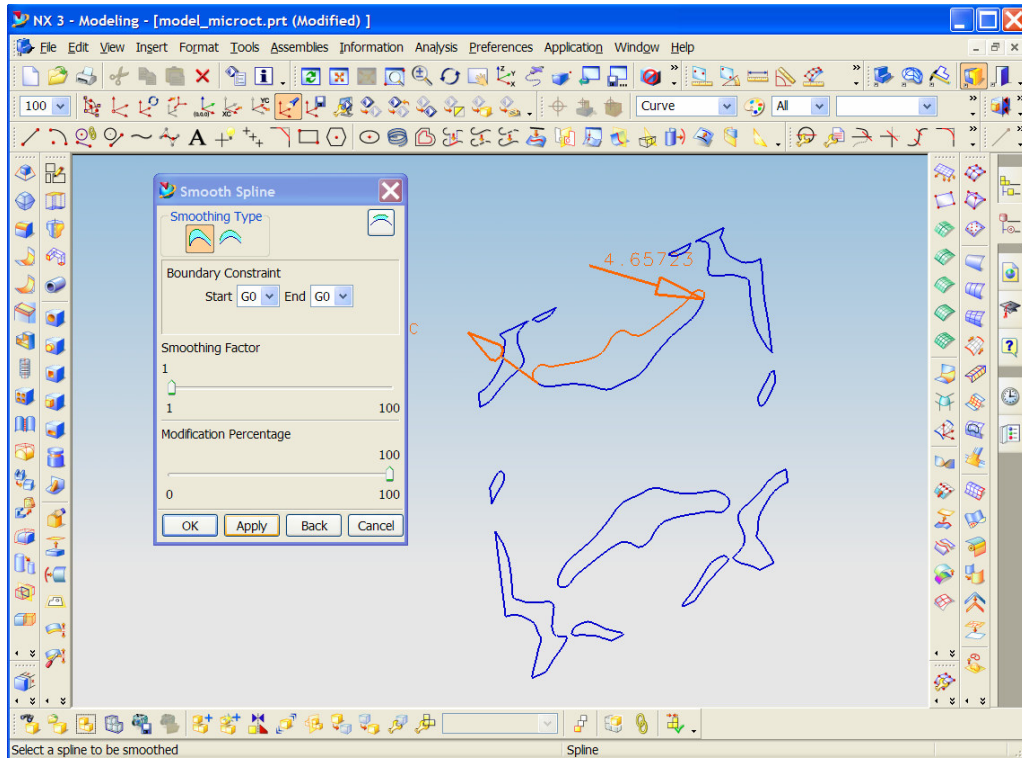 NX 3 - Modeling - [model_microct.prt (Modified) ]
File Edit View Insert Format Tools Assemblies Information Analysis Preferences Application Window Help
100
Curve
All
Smooth Spline
Smoothing Type
Boundary Constraint
Start G0 End G0
Smoothing Factor
1
1 100
Modification Percentage
100
0 100
OK Apply Back Cancel
4.65723
C
Select a spline to be smoothed
Spline